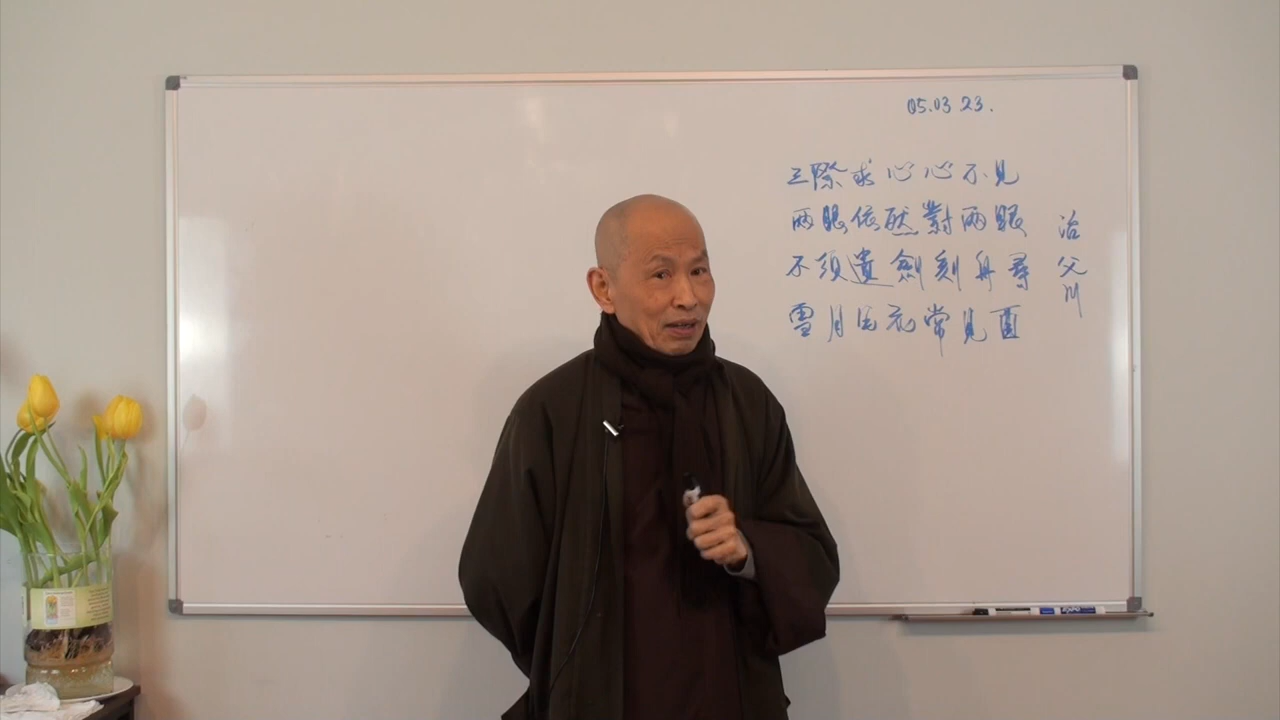 05.03 23.
三際求心心不見
兩眼依然對兩眼
不須遺劍刻舟尋
雪月風花常見面
治父川